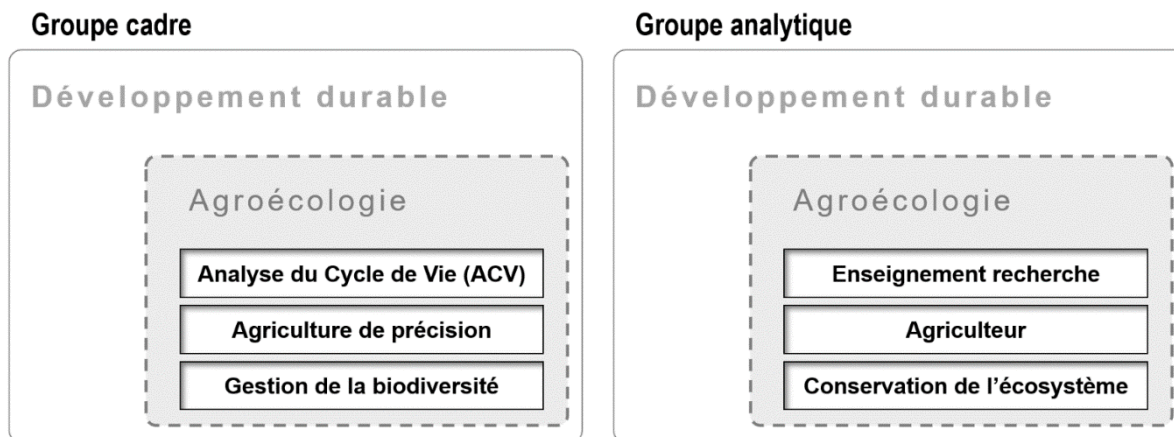 Groupe cadre
Développement durable
Agroécologie
Analyse du Cycle de Vie (ACV)
Agriculture de précision
Gestion de la biodiversité
Groupe analytique
Développement durable
Agroécologie
Enseignement recherche
Agriculteur
Conservation de l’écosystème